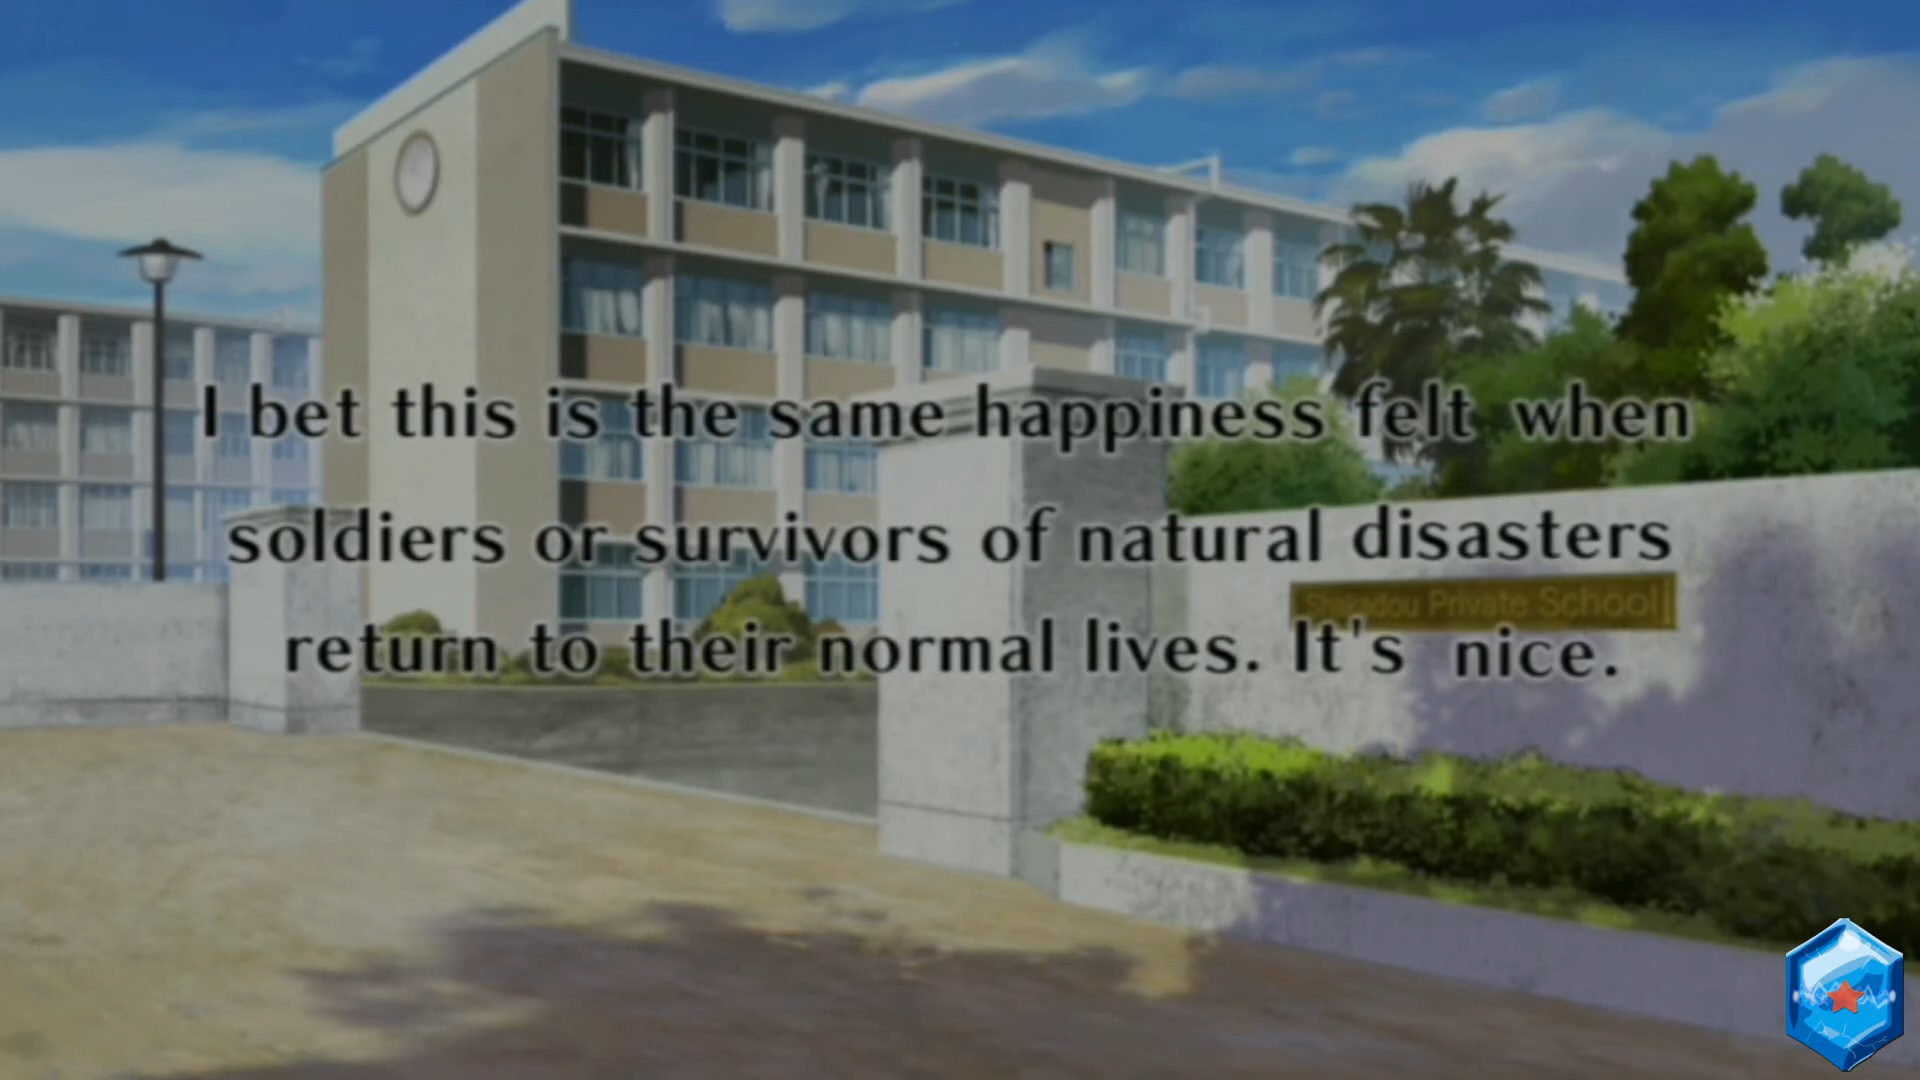 I bet this is the same happiness felt when
soldiers or survivors of natural disasters
Private School
return to their normal lives. It's nice.